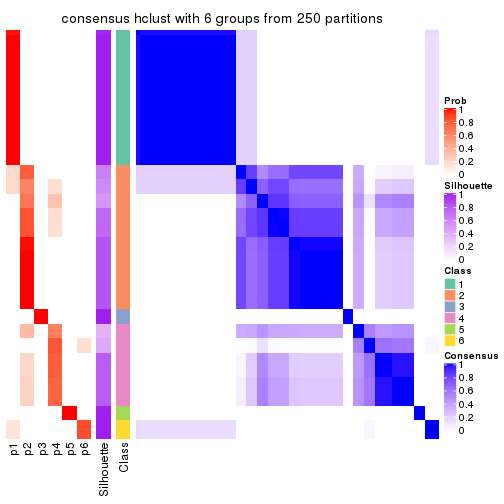 consensus hclust with 6 groups from 250 partitions
Prob
1
0.8
0.6
0.4
0.2
0
Silhouette
1
0.8
0.6
0.4
0.2
0
Class
1
2
3
4
5
6
Consensus
1
0.8
0.6
0.4
0.2
0
p1
p2
p3
p4
p5
p6
Silhouette
Class